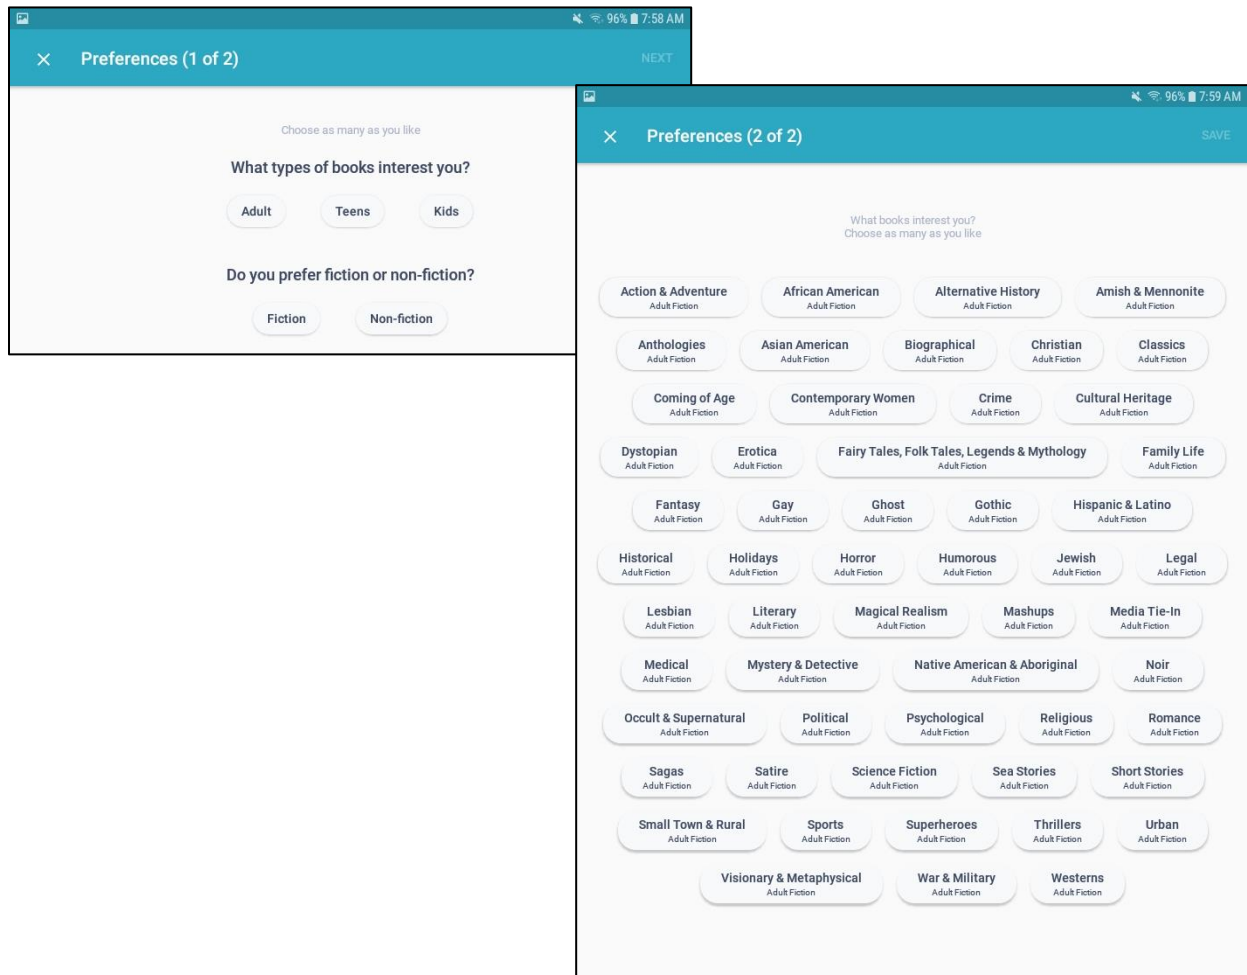 96% 7:58 AM
Preferences (1 of 2) NEXT
Choose as many as you like
What types of books interest you?
Adult Teens Kids
Do you prefer fiction or non-fiction?
Fiction Non-fiction
96% 7:59 AM
Preferences (2 of 2) SAVE
What books interest you?
Choose as many as you like
Action & Adventure African American Alternative History Amish & Mennonite
Adult Fiction Adult Fiction Adult Fiction Adult Fiction
Anthologies Asian American Biographical Christian Classics
Adult Fiction Adult Fiction Adult Fiction Adult Fiction Adult Fiction
Coming of Age Contemporary Women Crime Cultural Heritage
Adult Fiction Adult Fiction Adult Fiction Adult Fiction
Dystopian Erotica Fairy Tales, Folk Tales, Legends & Mythology Family Life
Adult Fiction Adult Fiction Adult Fiction Adult Fiction
Fantasy Gay Ghost Gothic Hispanic & Latino
Adult Fiction Adult Fiction Adult Fiction Adult Fiction Adult Fiction
Historical Holidays Horror Humorous Jewish Legal
Adult Fiction Adult Fiction Adult Fiction Adult Fiction Adult Fiction Adult Fiction
Lesbian Literary Magical Realism Mashups Media Tie-In
Adult Fiction Adult Fiction Adult Fiction Adult Fiction Adult Fiction
Medical Mystery & Detective Native American & Aboriginal Noir
Adult Fiction Adult Fiction Adult Fiction Adult Fiction
Occult & Supernatural Political Psychological Religious Romance
Adult Fiction Adult Fiction Adult Fiction Adult Fiction Adult Fiction
Sagas Satire Science Fiction Sea Stories Short Stories
Adult Fiction Adult Fiction Adult Fiction Adult Fiction Adult Fiction
Small Town & Rural Sports Superheroes Thrillers Urban
Adult Fiction Adult Fiction Adult Fiction Adult Fiction Adult Fiction
Visionary & Metaphysical War & Military Westerns
Adult Fiction Adult Fiction Adult Fiction